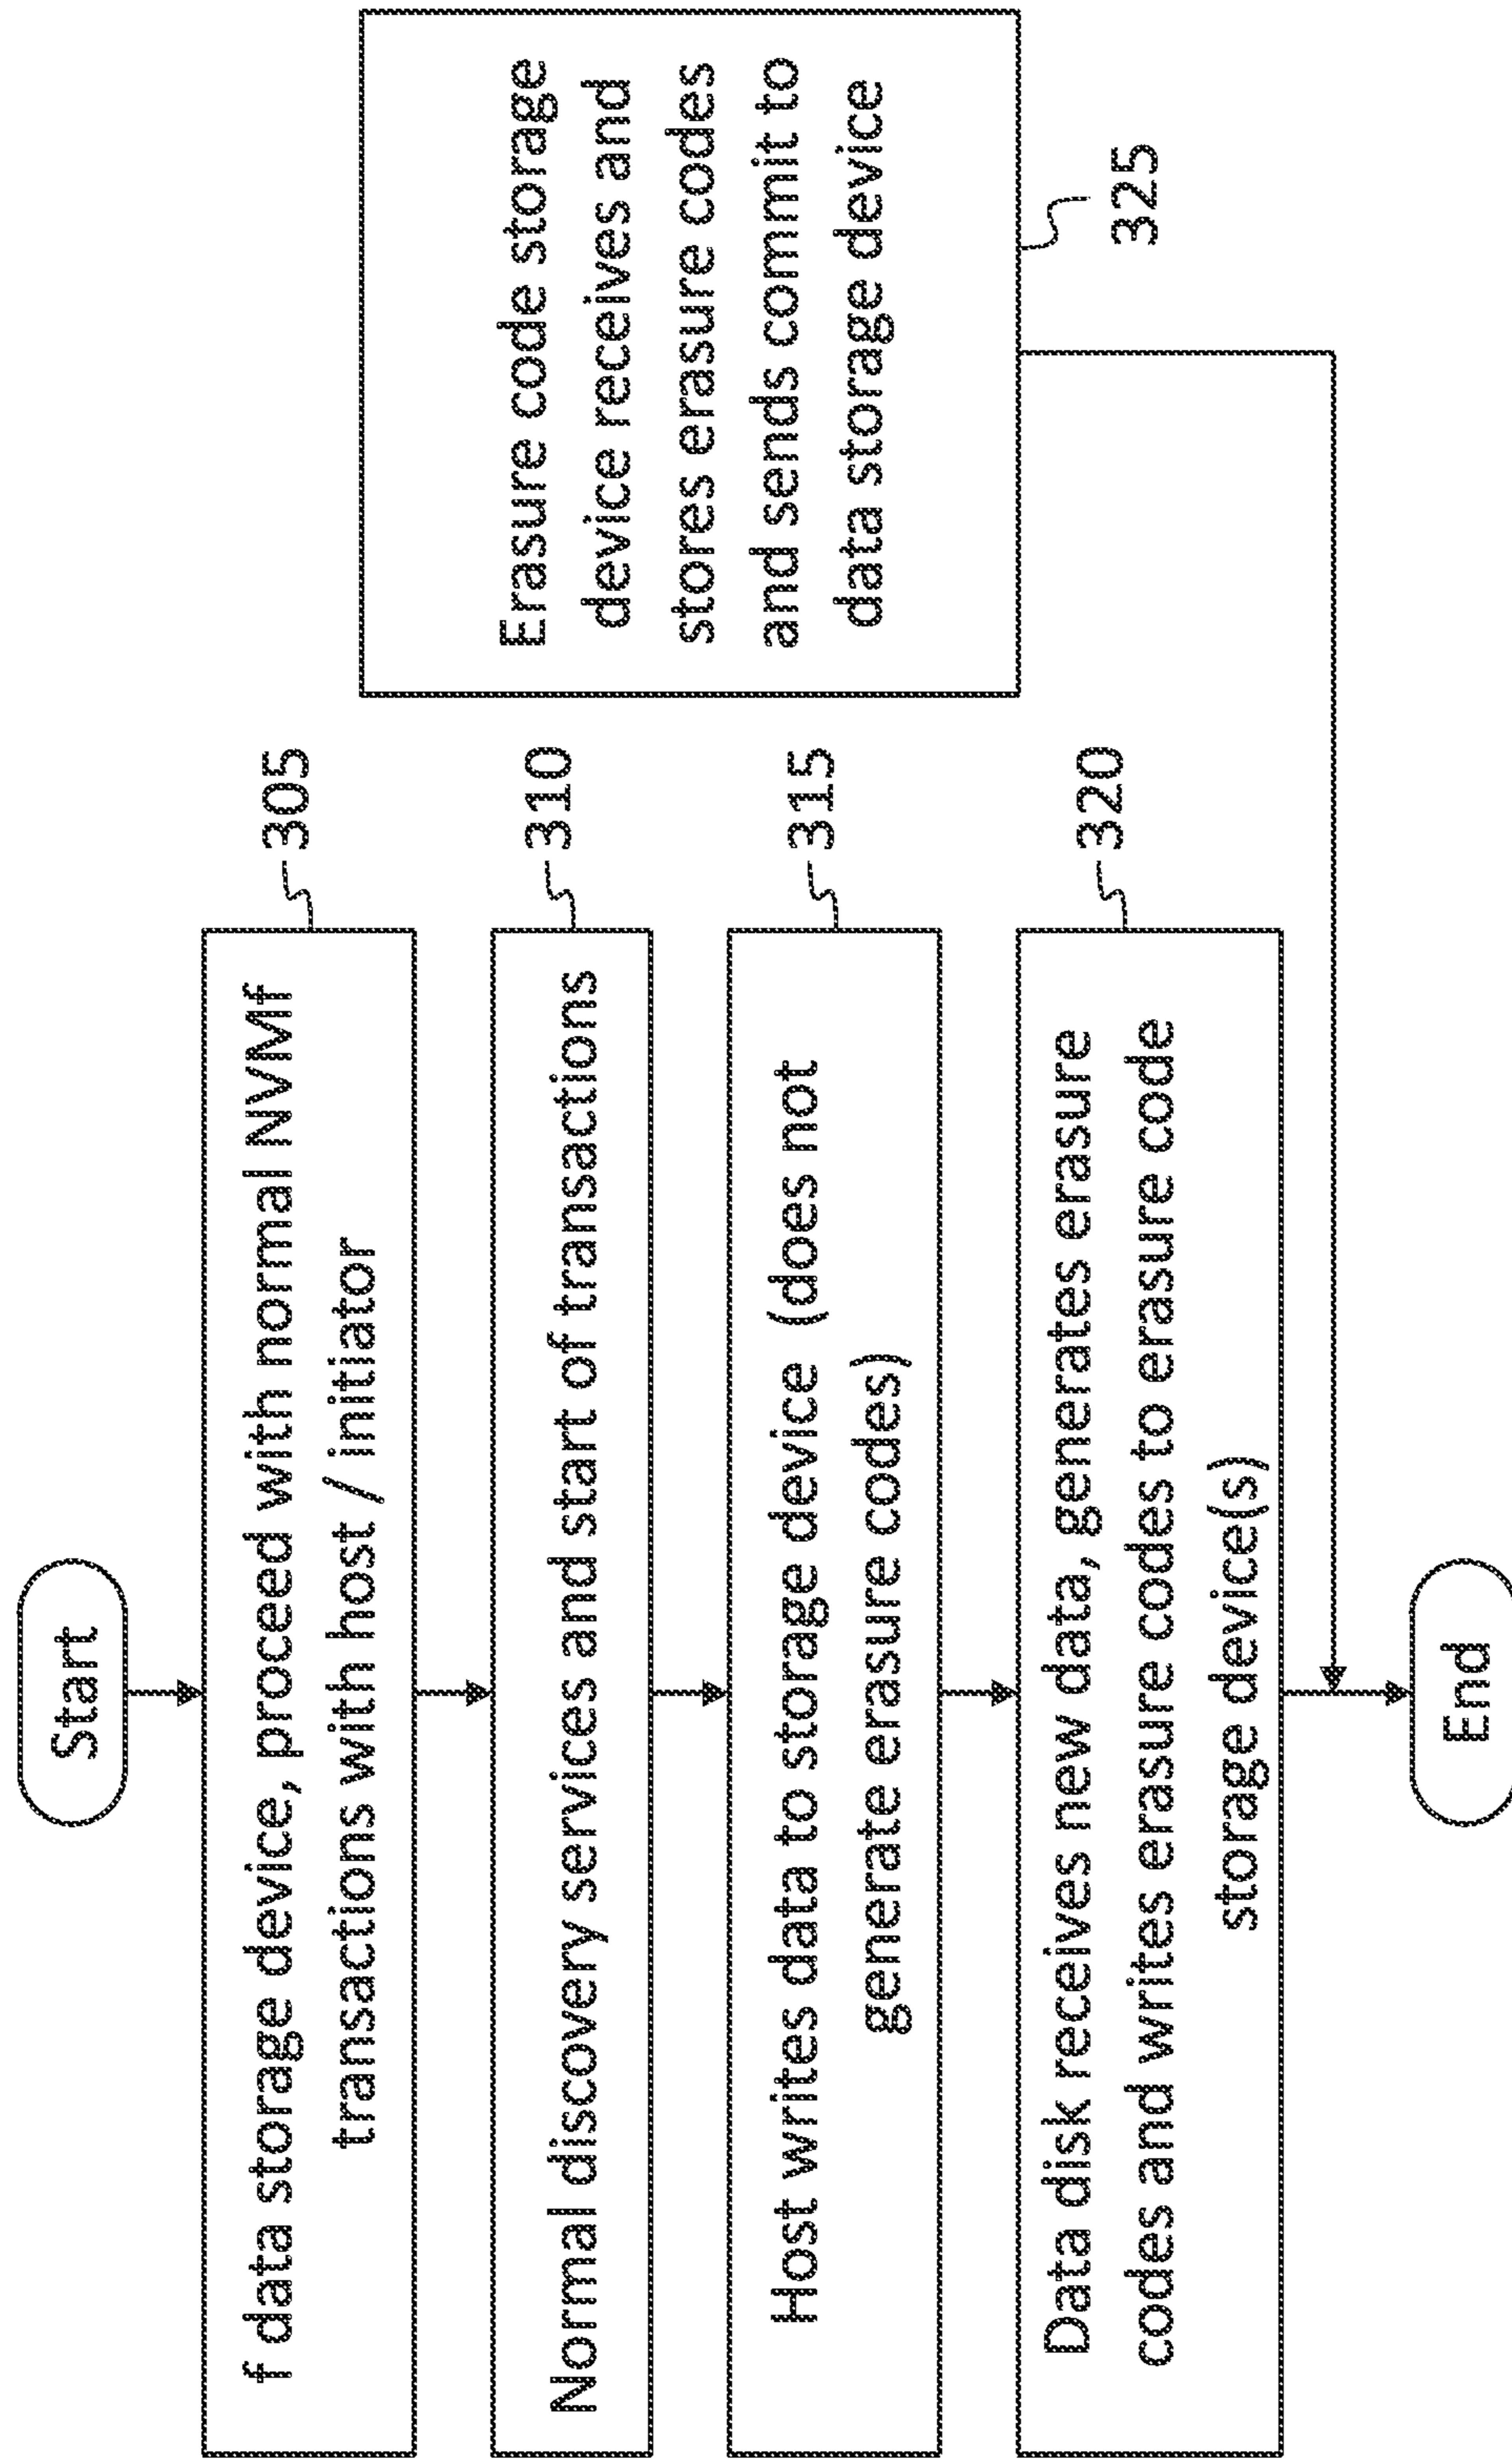 Start
f data storage device, proceed with normal NVMf
transactions with host / initiator
305
Normal discovery services and start of transactions
310
Host writes data to storage device (does not
generate erasure codes)
315
Data disk receives new data, generates erasure
codes and writes erasure codes to erasure code
storage device(s)
320
Erasure code storage
device receives and
stores erasure codes
and sends commit to
data storage device
325
End